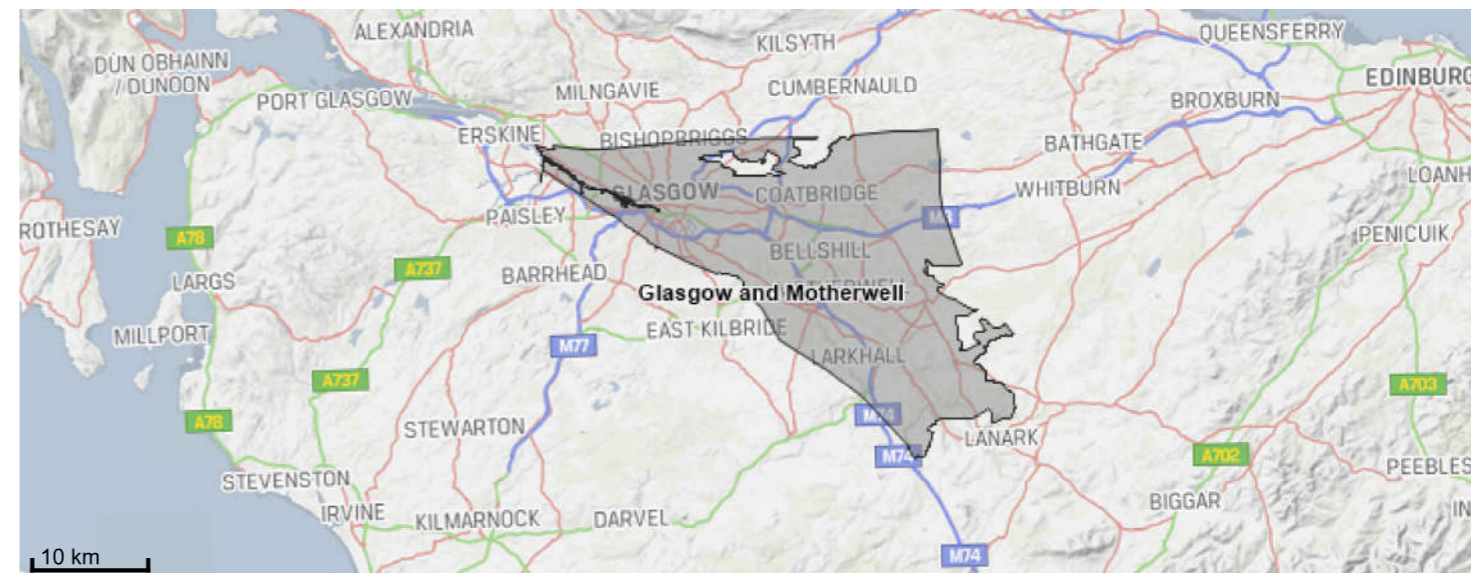 ALEXANDRIA
QUEENSFERRY
DÙN OBHAINN
/ DUNOON
KILSYTH
EDINBURG
MILNGAVIE
CUMBERNAULD
PORT GLASGOW
BROXBURN
ERSKINE
BISHOPBRIGGS
BATHGATE
LOANH
GLASGOW
COATBRIDGE
WHITBURN
PAISLEY
M8
ROTHESAY
A78
PENICUIK
BELLSHILL
BARRHEAD
A737
LARGS
Glasgow and Motherwell
MILLPORT
EAST KILBRIDE
M77
LARKHALL
A737
A703
A78
M74
STEWARTON
LANARK
M74
A702
PEEBLES
STEVENSTON
BIGGAR
IRVINE
KILMARNOCK
DARVEL
IN
M74
10 km